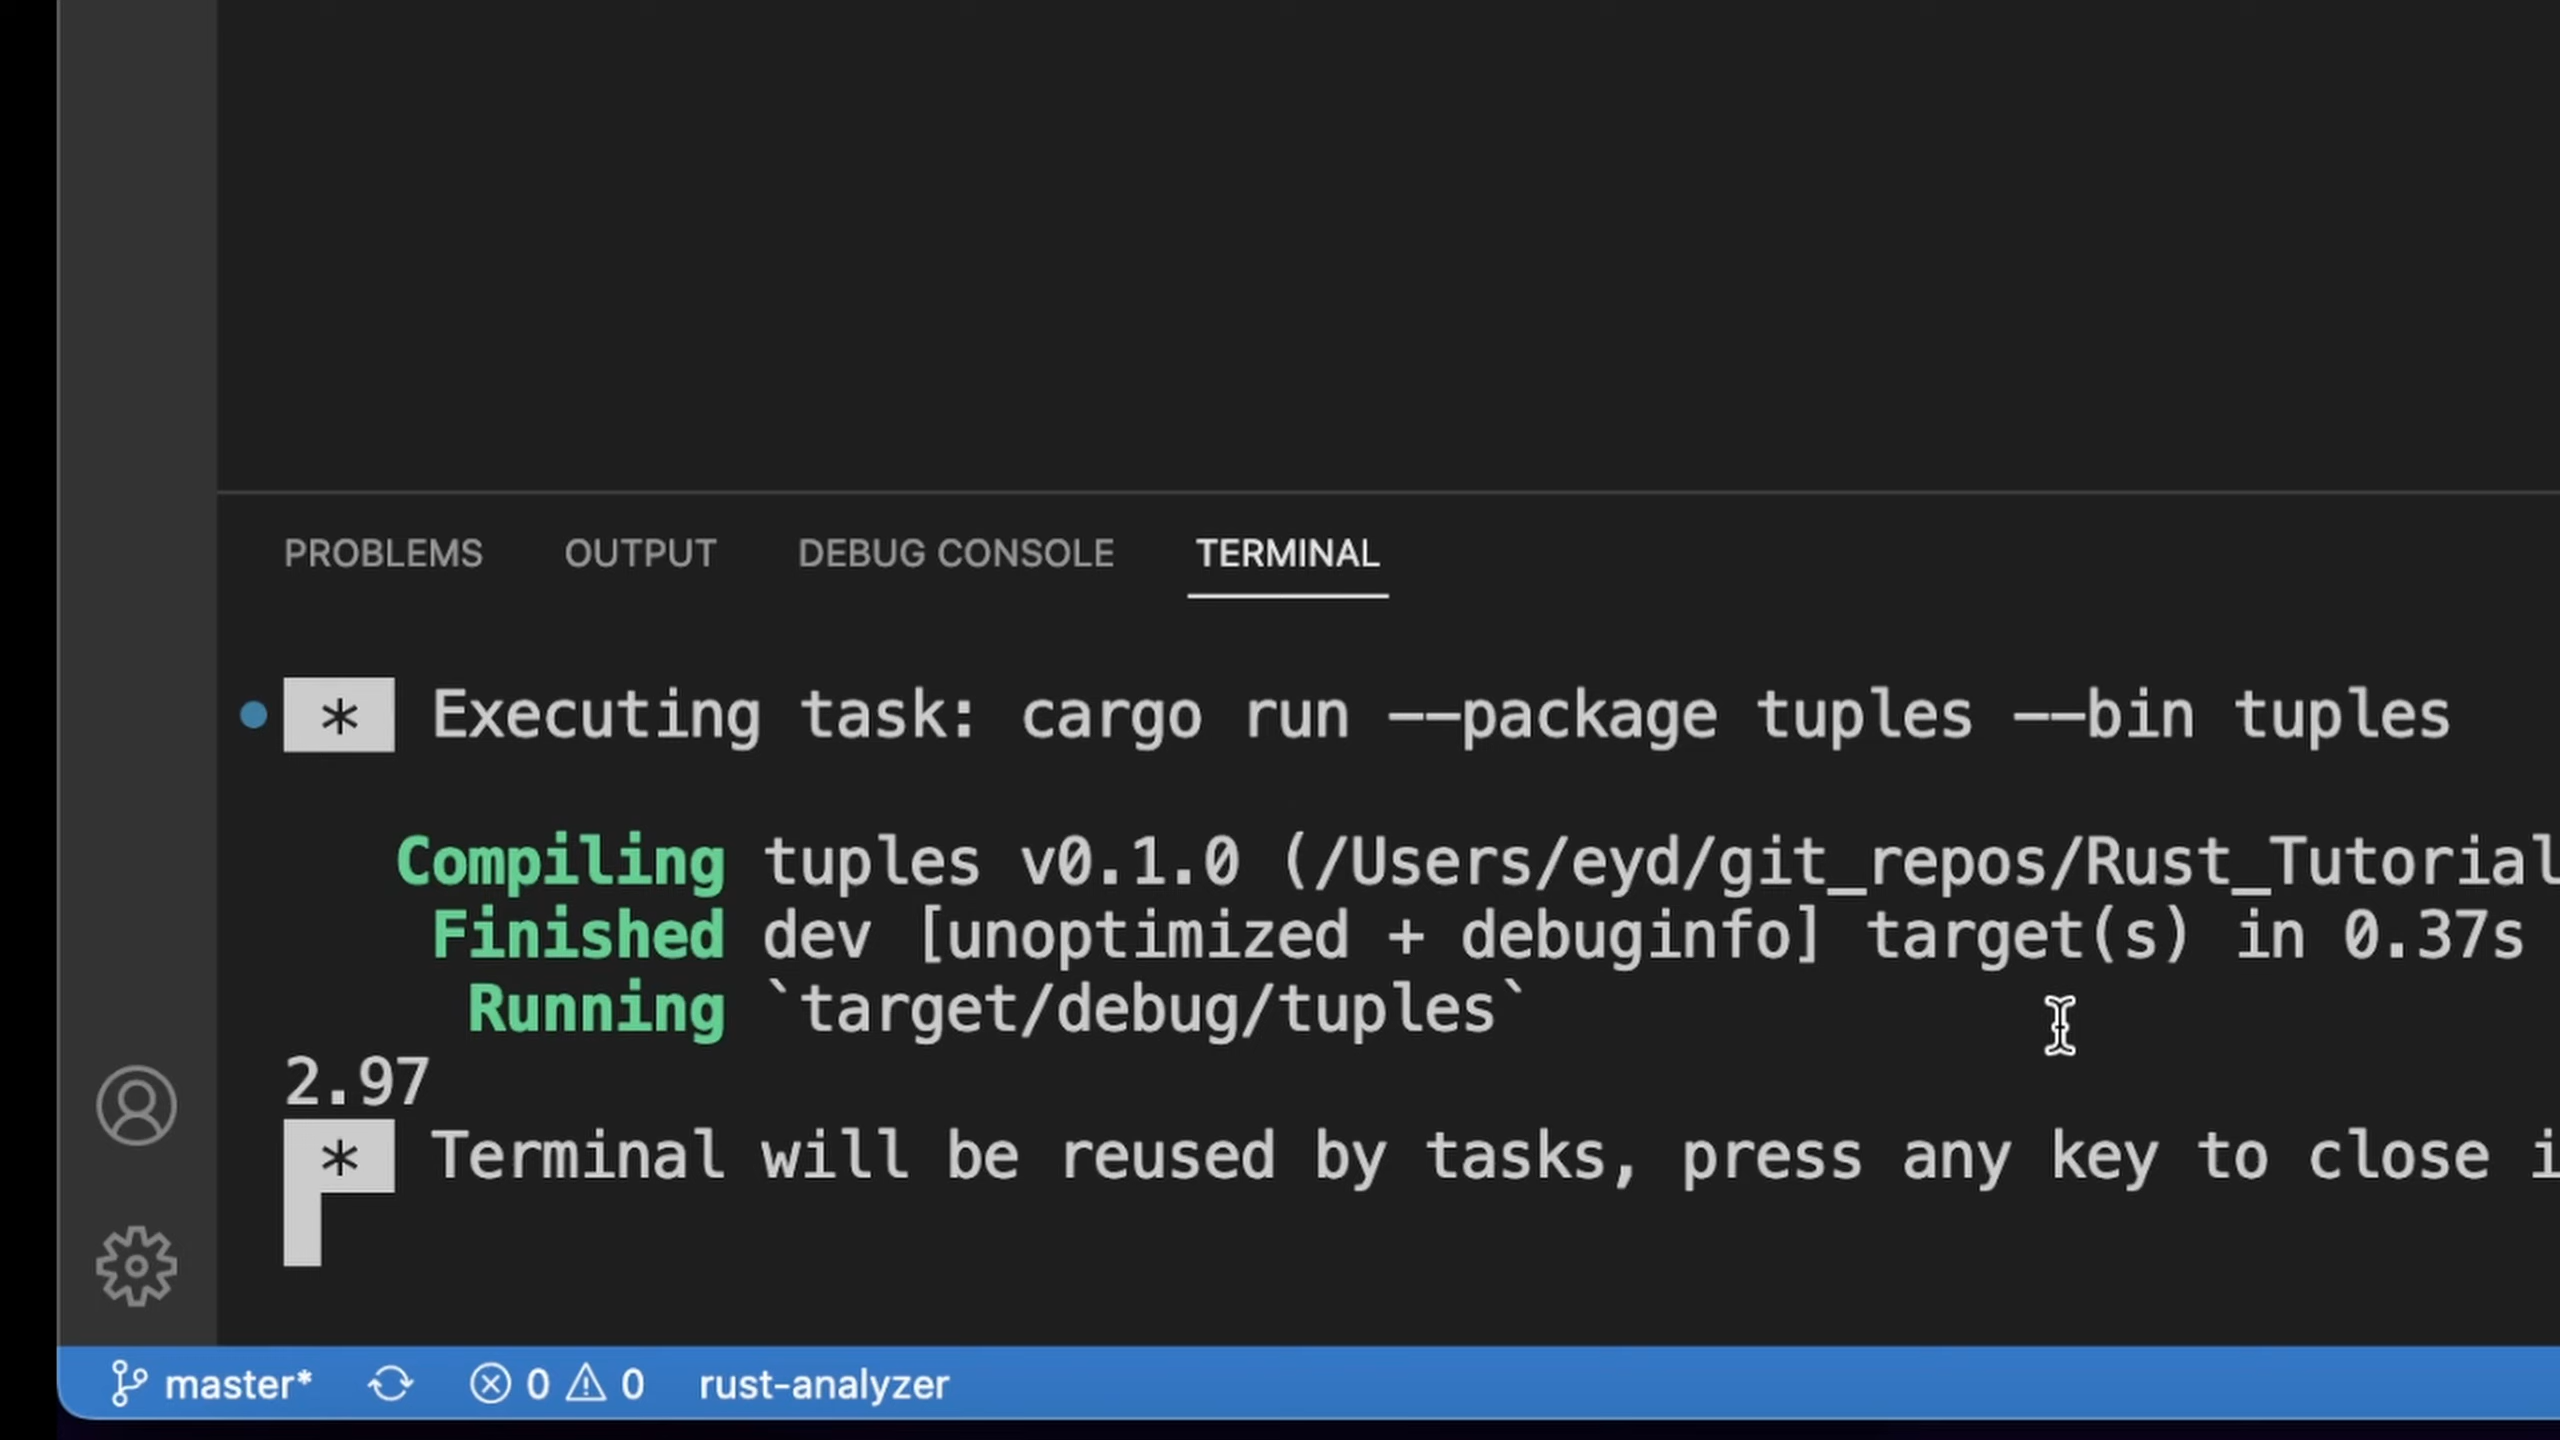 PROBLEMS OUTPUT DEBUG CONSOLE TERMINAL
* Executing task: cargo run --package tuples --bin tuples
Compiling tuples v0.1.0 (/Users/eyd/git_repos/Rust_Tutorial
Finished dev [unoptimized + debuginfo] target(s) in 0.37s
Running `target/debug/tuples`
2.97
* Terminal will be reused by tasks, press any key to close i
master* 0 0 rust-analyzer